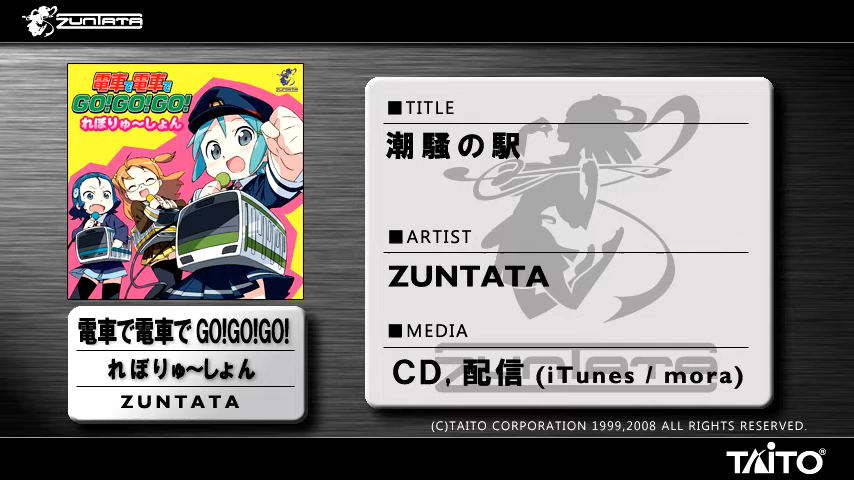 ZUNTATA
電車で電車で
GO!GO!GO!
れぼりゅ〜しょん
ZUNTATA
■TITLE
潮騒の駅
■ARTIST
ZUNTATA
■MEDIA
ZUNTATA
CD, 配信 (iTunes / mora)
電車で電車で GO!GO!GO!
れぼりゅ〜しょん
ZUNTATA
(C)TAITO CORPORATION 1999,2008 ALL RIGHTS RESERVED.
TAITO®